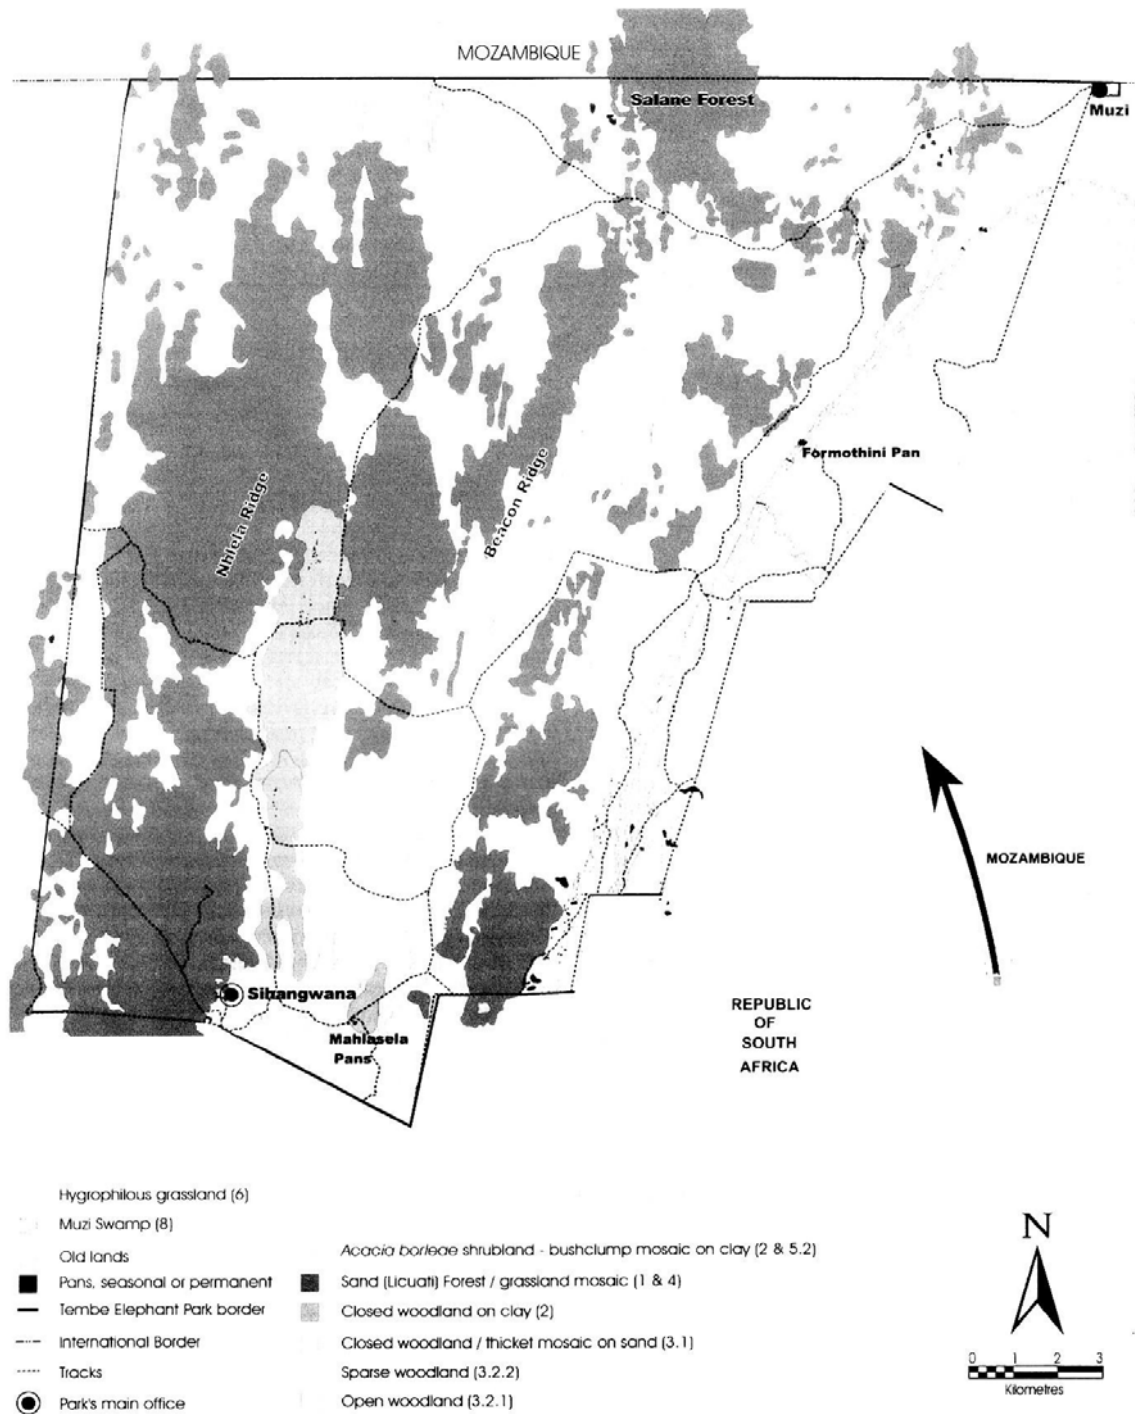 MOZAMBIQUE
Salane Forest
Muzi
Formothini Pan
Nhlela Ridge
Beacon Ridge
MOZAMBIQUE
Sihangwana
Mahlasela
Pans
REPUBLIC
OF
SOUTH
AFRICA
Hygrophilous grassland (6)
Muzi Swamp (8)
Old lands
Pans, seasonal or permanent
Tembe Elephant Park border
International Border
Tracks
Park's main office
Acacia borleae shrubland - bushclump mosaic on clay (2 & 5.2)
Sand (Licuati) Forest / grassland mosaic (1 & 4)
Closed woodland on clay (2)
Closed woodland / thicket mosaic on sand (3.1)
Sparse woodland (3.2.2)
Open woodland (3.2.1)
N
0 1 2 3
Kilometres